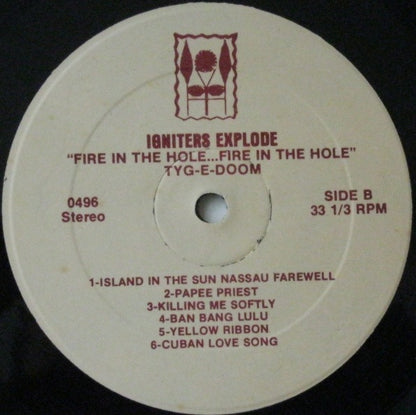 IGNITERS EXPLODE
"FIRE IN THE HOLE...FIRE IN THE HOLE"
TYG-E-DOOM
0496
Stereo
SIDE B
33 1/3 RPM
1-ISLAND IN THE SUN NASSAU FAREWELL
2-PAPEE PRIEST
3-KILLING ME SOFTLY
4-BAN BANG LULU
5-YELLOW RIBBON
6-CUBAN LOVE SONG